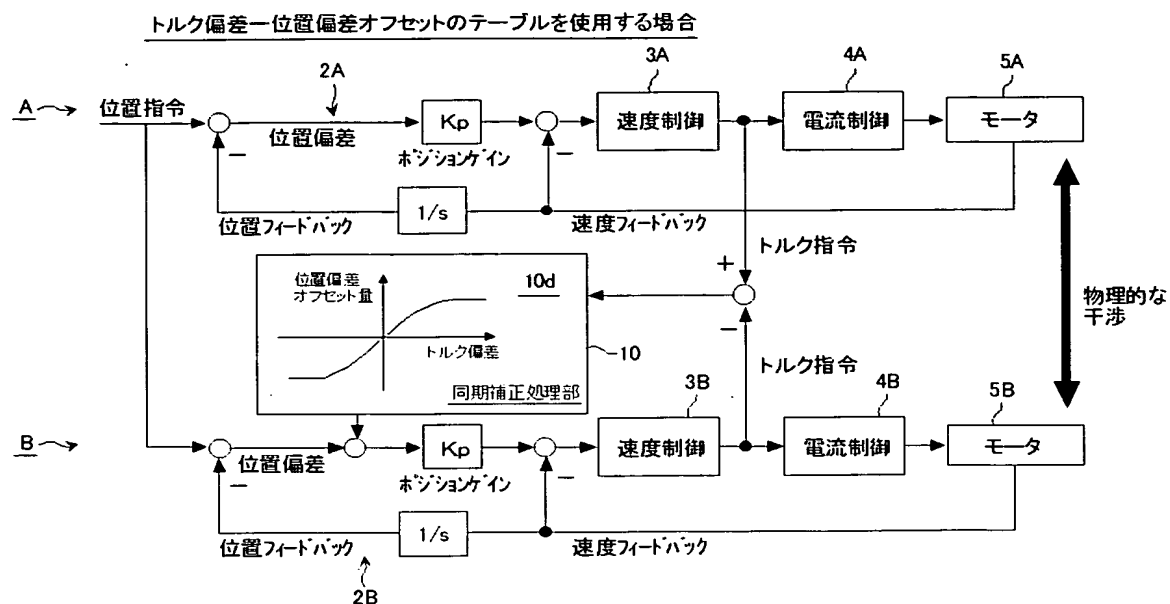 トルク偏差ー位置偏差オフセットのテーブルを使用する場合
A
位置指令
2A
位置偏差
Kp
ポジションゲイン
3A
速度制御
4A
電流制御
5A
モータ
−
−
位置フィードバック
1/s
速度フィードバック
トルク指令
+
−
トルク指令
物理的な
干渉
位置偏差
オフセット量
10d
トルク偏差
10
同期補正処理部
B
位置偏差
Kp
ポジションゲイン
3B
速度制御
4B
電流制御
5B
モータ
−
−
位置フィードバック
1/s
速度フィードバック
2B